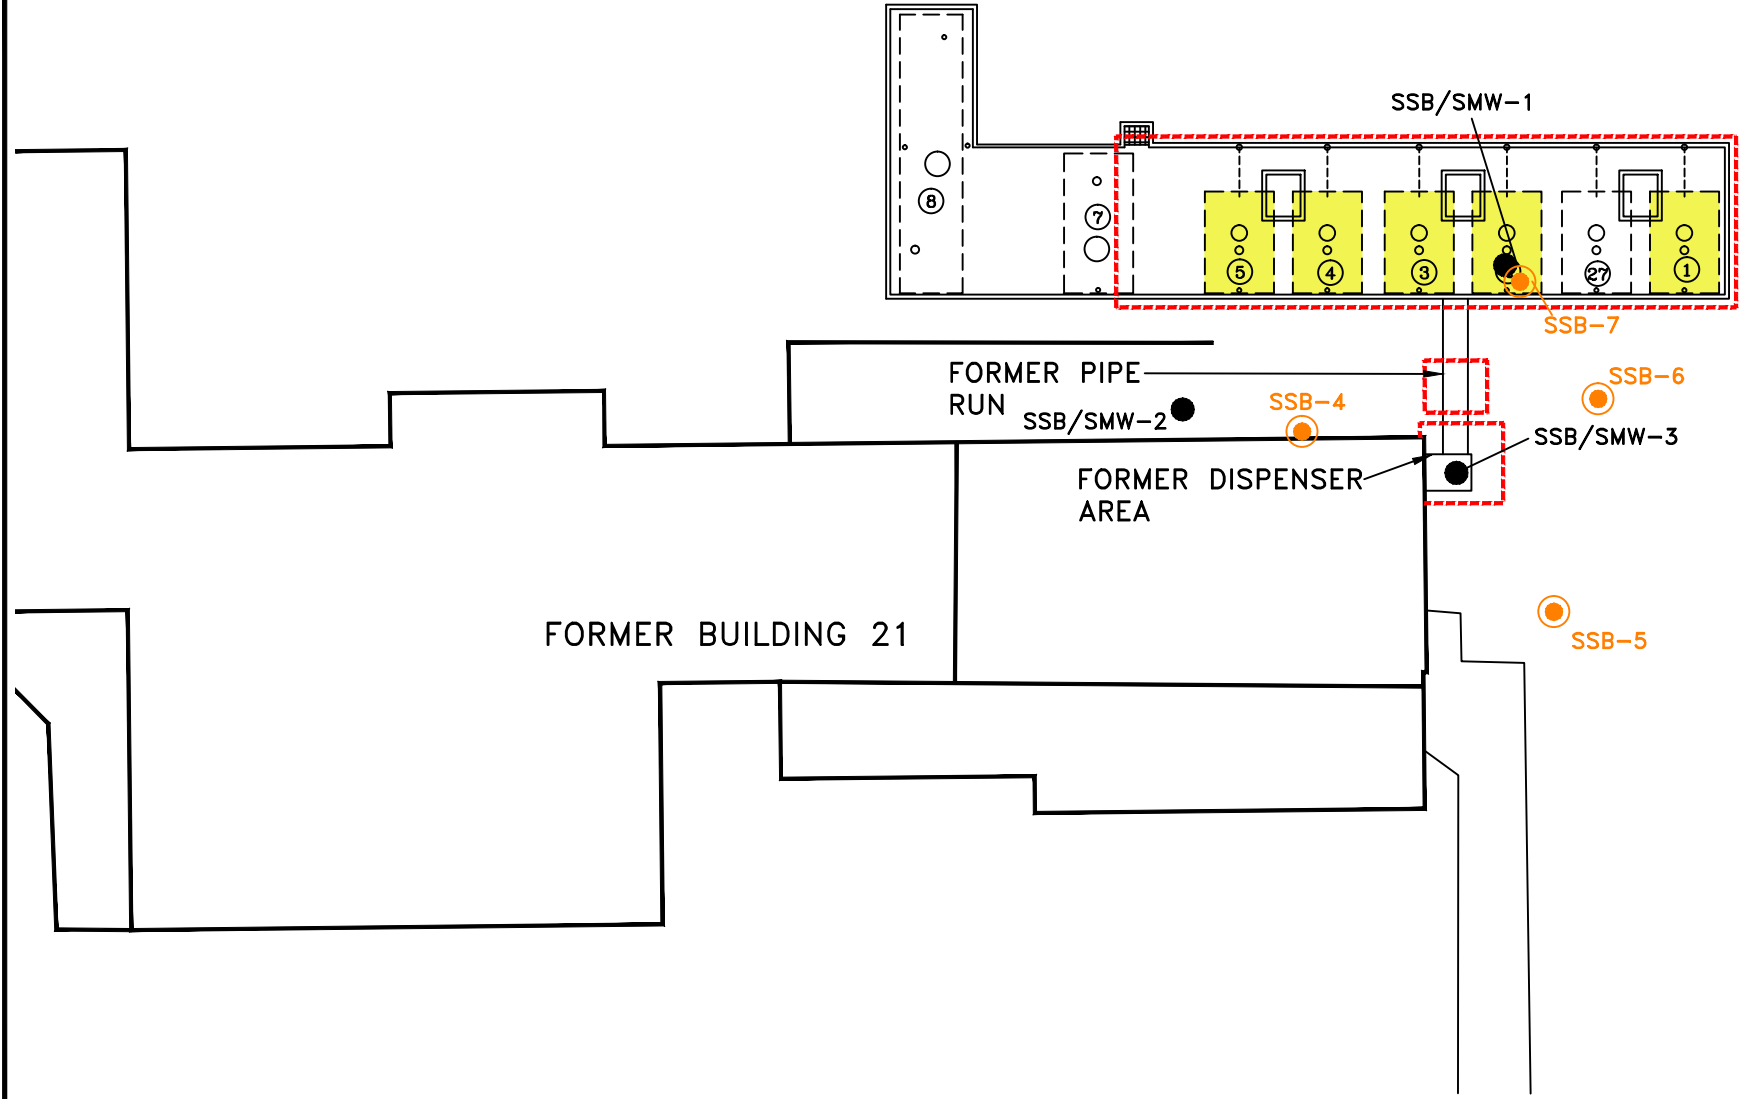 SSB/SMW-1
8
7
5
4
3
27
1
SSB-7
FORMER PIPE
RUN
SSB-6
SSB-4
SSB/SMW-2
SSB/SMW-3
FORMER DISPENSER
AREA
FORMER BUILDING 21
SSB-5